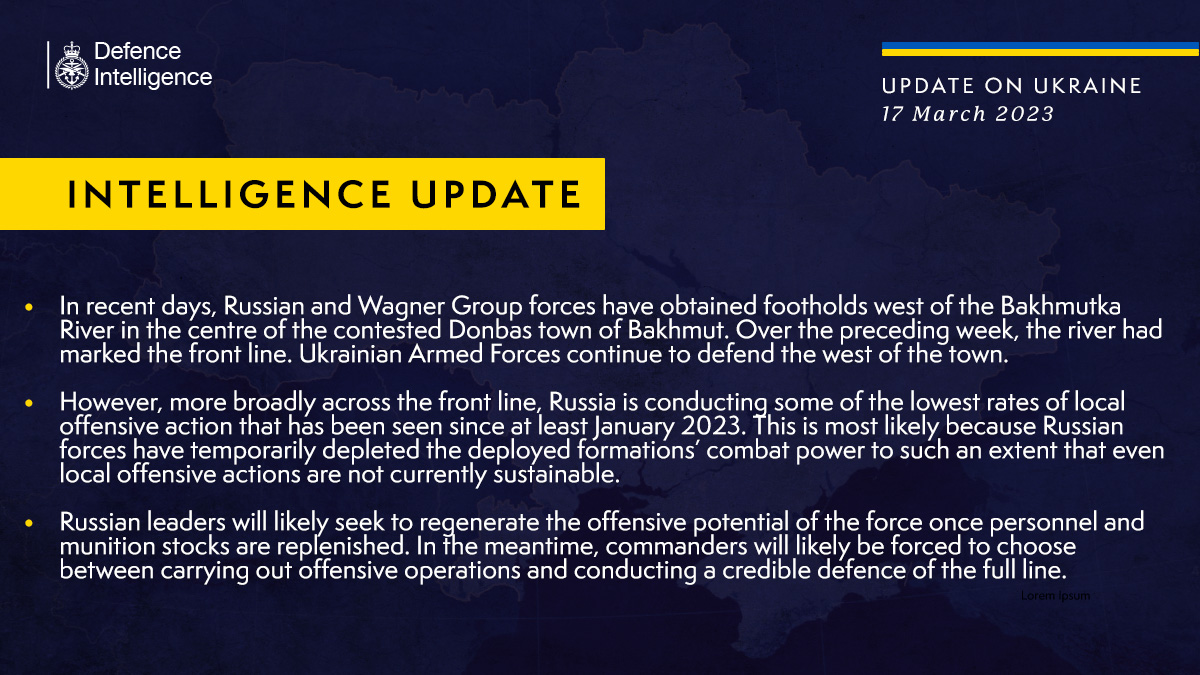 Defence
Intelligence
UPDATE ON UKRAINE
17 March 2023
INTELLIGENCE UPDATE
• In recent days, Russian and Wagner Group forces have obtained footholds west of the Bakhmutka
River in the centre of the contested Donbas town of Bakhmut. Over the preceding week, the river had
marked the front line. Ukrainian Armed Forces continue to defend the west of the town.
• However, more broadly across the front line, Russia is conducting some of the lowest rates of local
offensive action that has been seen since at least January 2023. This is most likely because Russian
forces have temporarily depleted the deployed formations’ combat power to such an extent that even
local offensive actions are not currently sustainable.
• Russian leaders will likely seek to regenerate the offensive potential of the force once personnel and
munition stocks are replenished. In the meantime, commanders will likely be forced to choose
between carrying out offensive operations and conducting a credible defence of the full line.
Lorem ipsum